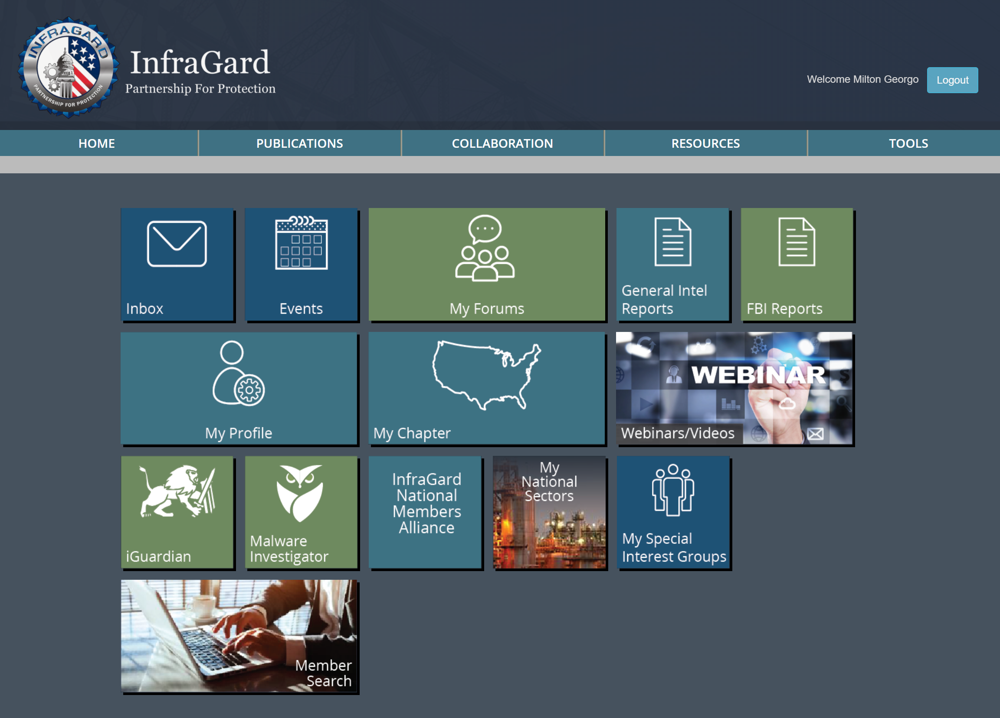 INFRAGARD
PARTNERSHIP FOR PROTECTION
InfraGard
Partnership For Protection
Welcome Milton Georgo
Logout
HOME
PUBLICATIONS
COLLABORATION
RESOURCES
TOOLS
Inbox
Events
My Forums
General Intel
Reports
FBI Reports
My Profile
My Chapter
WEBINAR
$
Webinars/Videos
iGuardian
Malware
Investigator
InfraGard
National
Members
Alliance
My
National
Sectors
My Special
Interest Groups
Member
Search